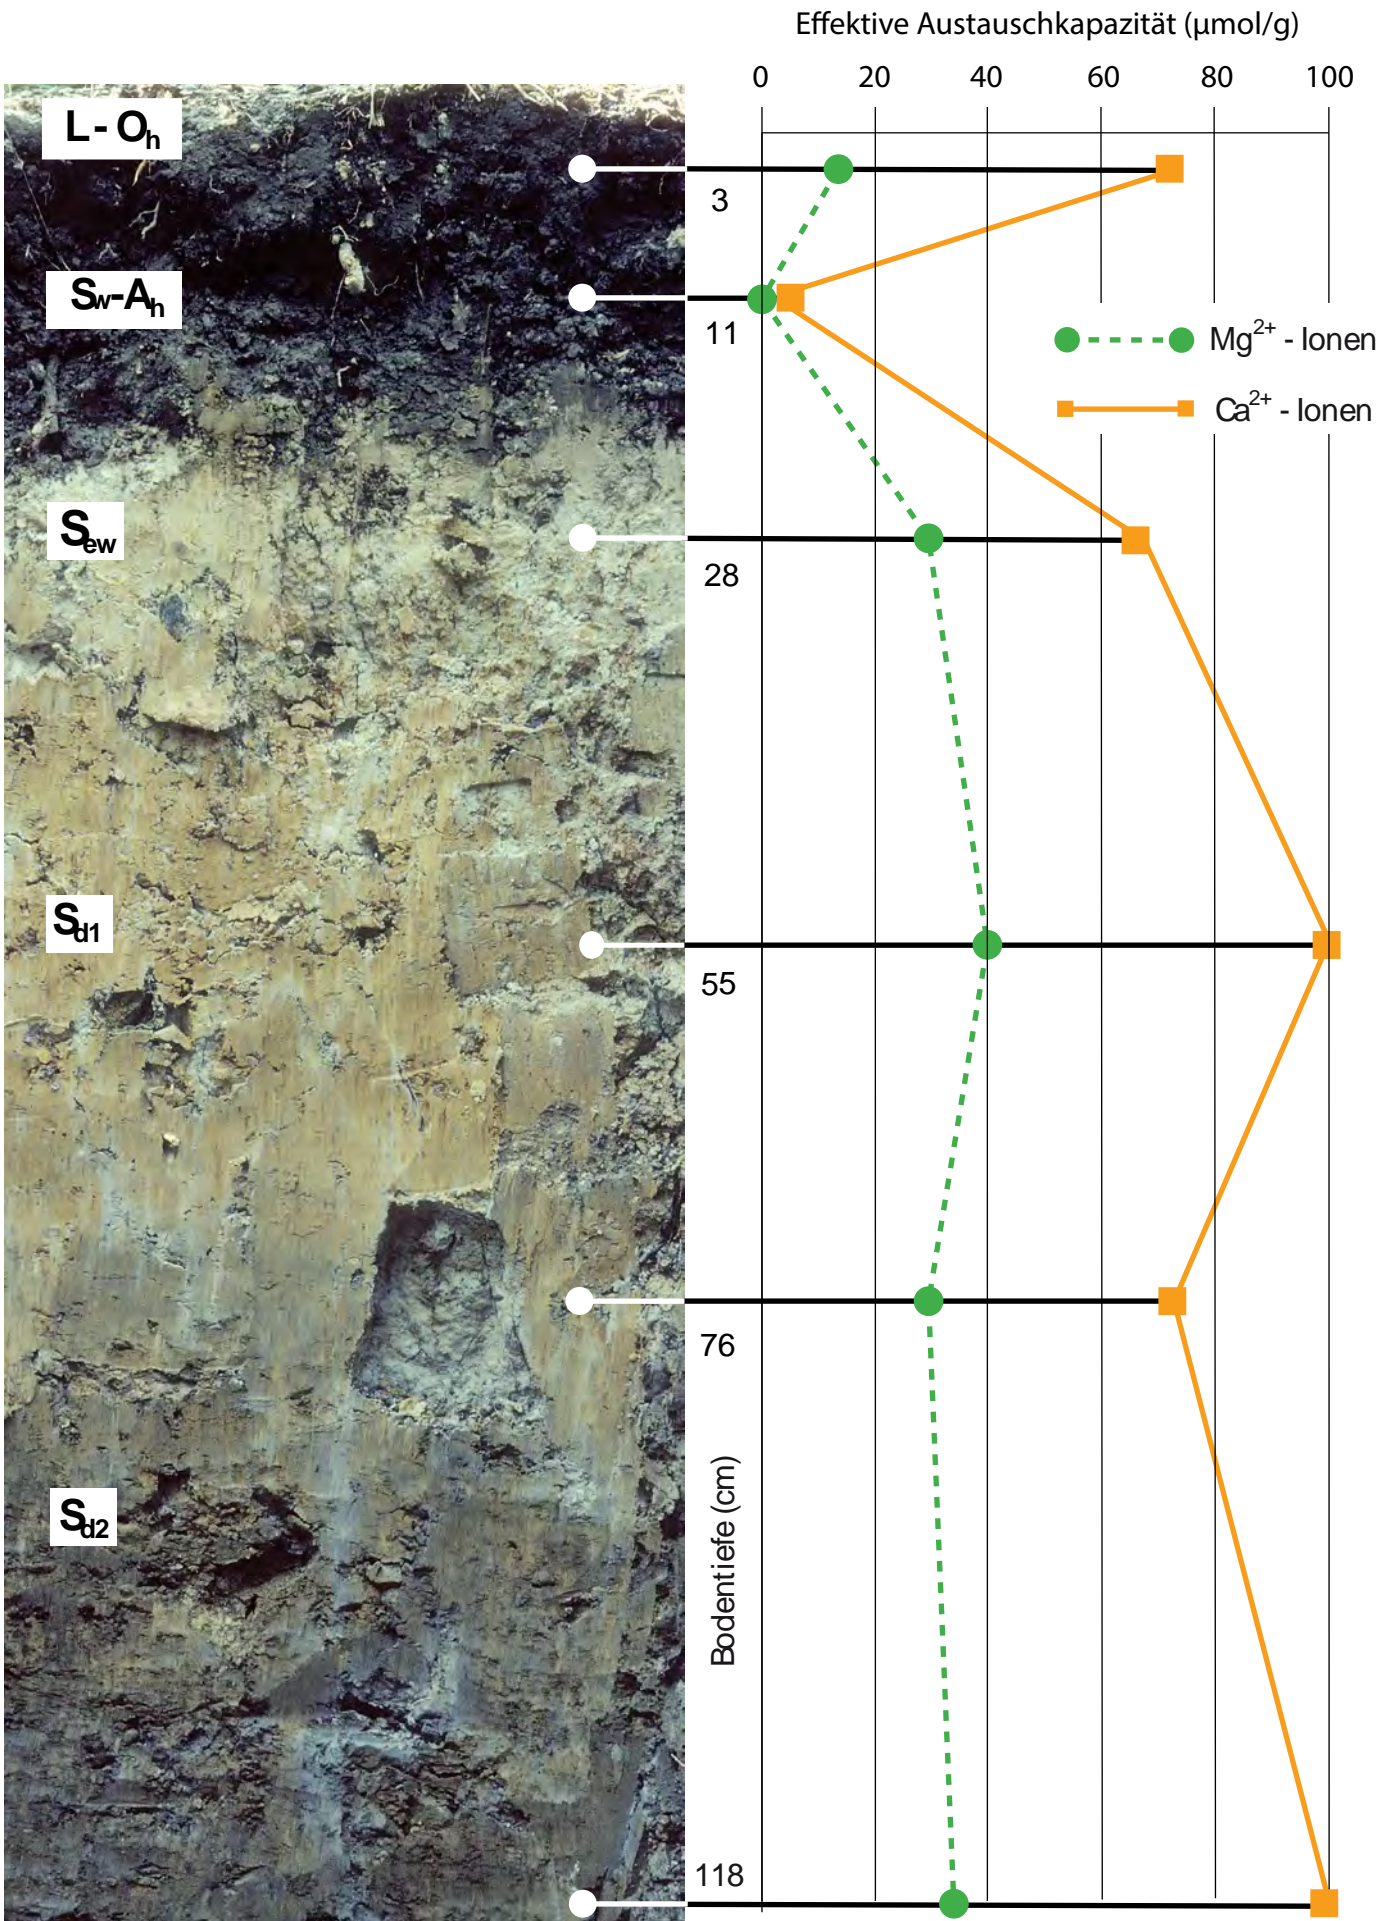 Effektive Austauschkapazität (µmol/g)
0 20 40 60 80 100
L - Oh
3
Sw-Ah
11
Mg2+ - Ionen
Ca2+ - Ionen
Sew
28
Sd1
55
76
Sd2
Bodentiefe (cm)
118